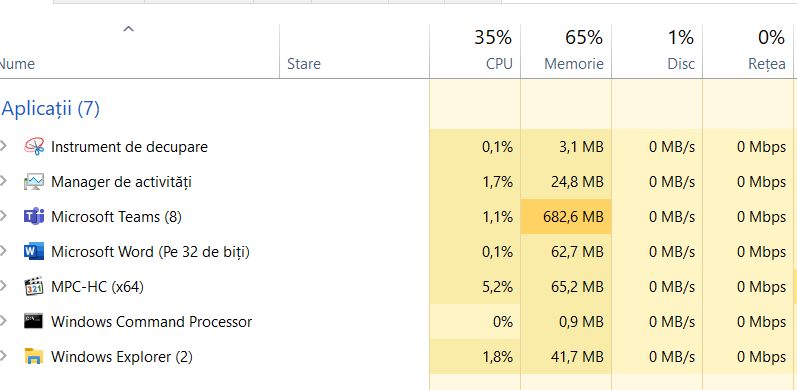 35% 65% 1% 0%
Nume Stare CPU Memorie Disc Rețea
Aplicații (7)
Instrument de decupare 0,1% 3,1 MB 0 MB/s 0 Mbps
Manager de activități 1,7% 24,8 MB 0 MB/s 0 Mbps
Microsoft Teams (8) 1,1% 682,6 MB 0 MB/s 0 Mbps
Microsoft Word (Pe 32 de biți) 0,1% 62,7 MB 0 MB/s 0 Mbps
MPC-HC (x64) 5,2% 65,2 MB 0 MB/s 0 Mbps
Windows Command Processor 0% 0,9 MB 0 MB/s 0 Mbps
Windows Explorer (2) 1,8% 41,7 MB 0 MB/s 0 Mbps